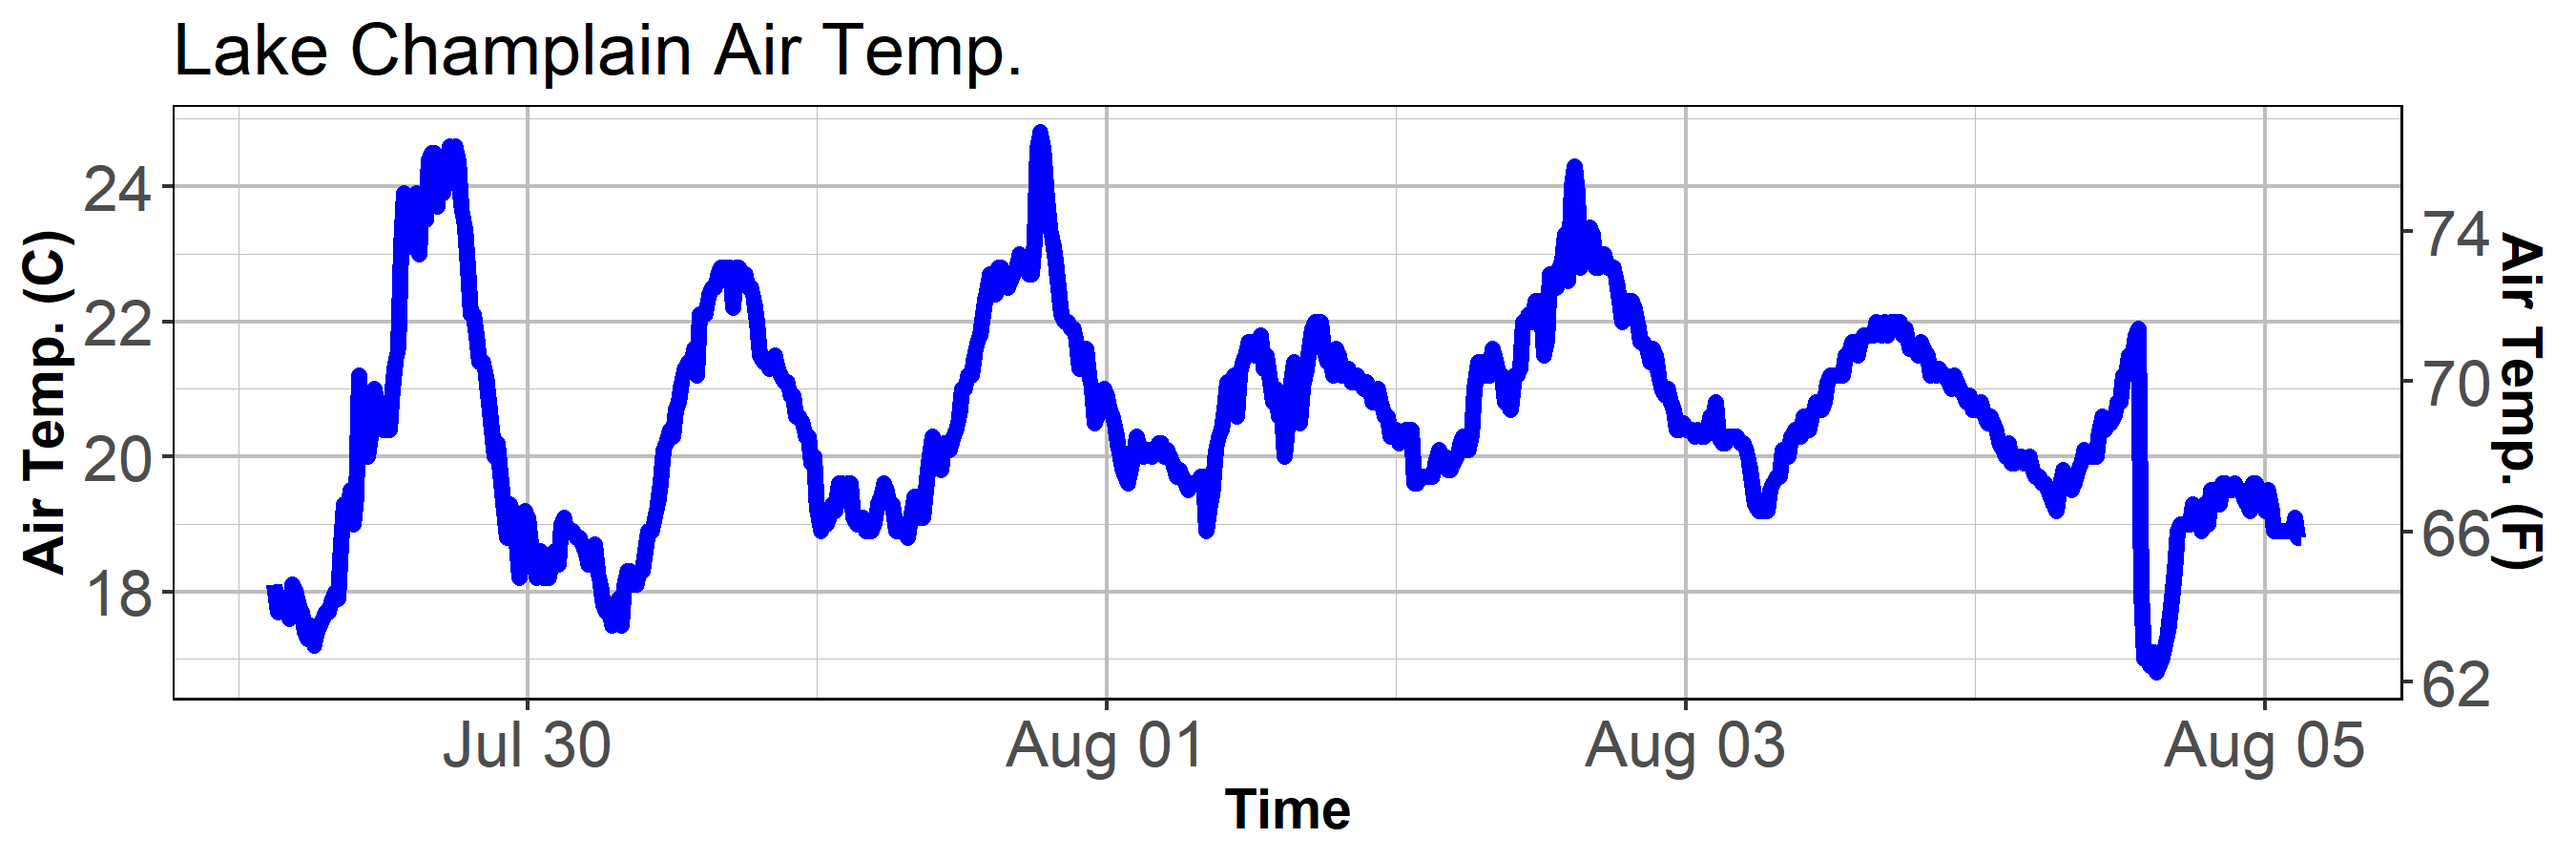 Lake Champlain Air Temp.
Air Temp. (C)
24
22
20
18
74
70
66
62
Air Temp. (F)
Jul 30
Aug 01
Aug 03
Aug 05
Time